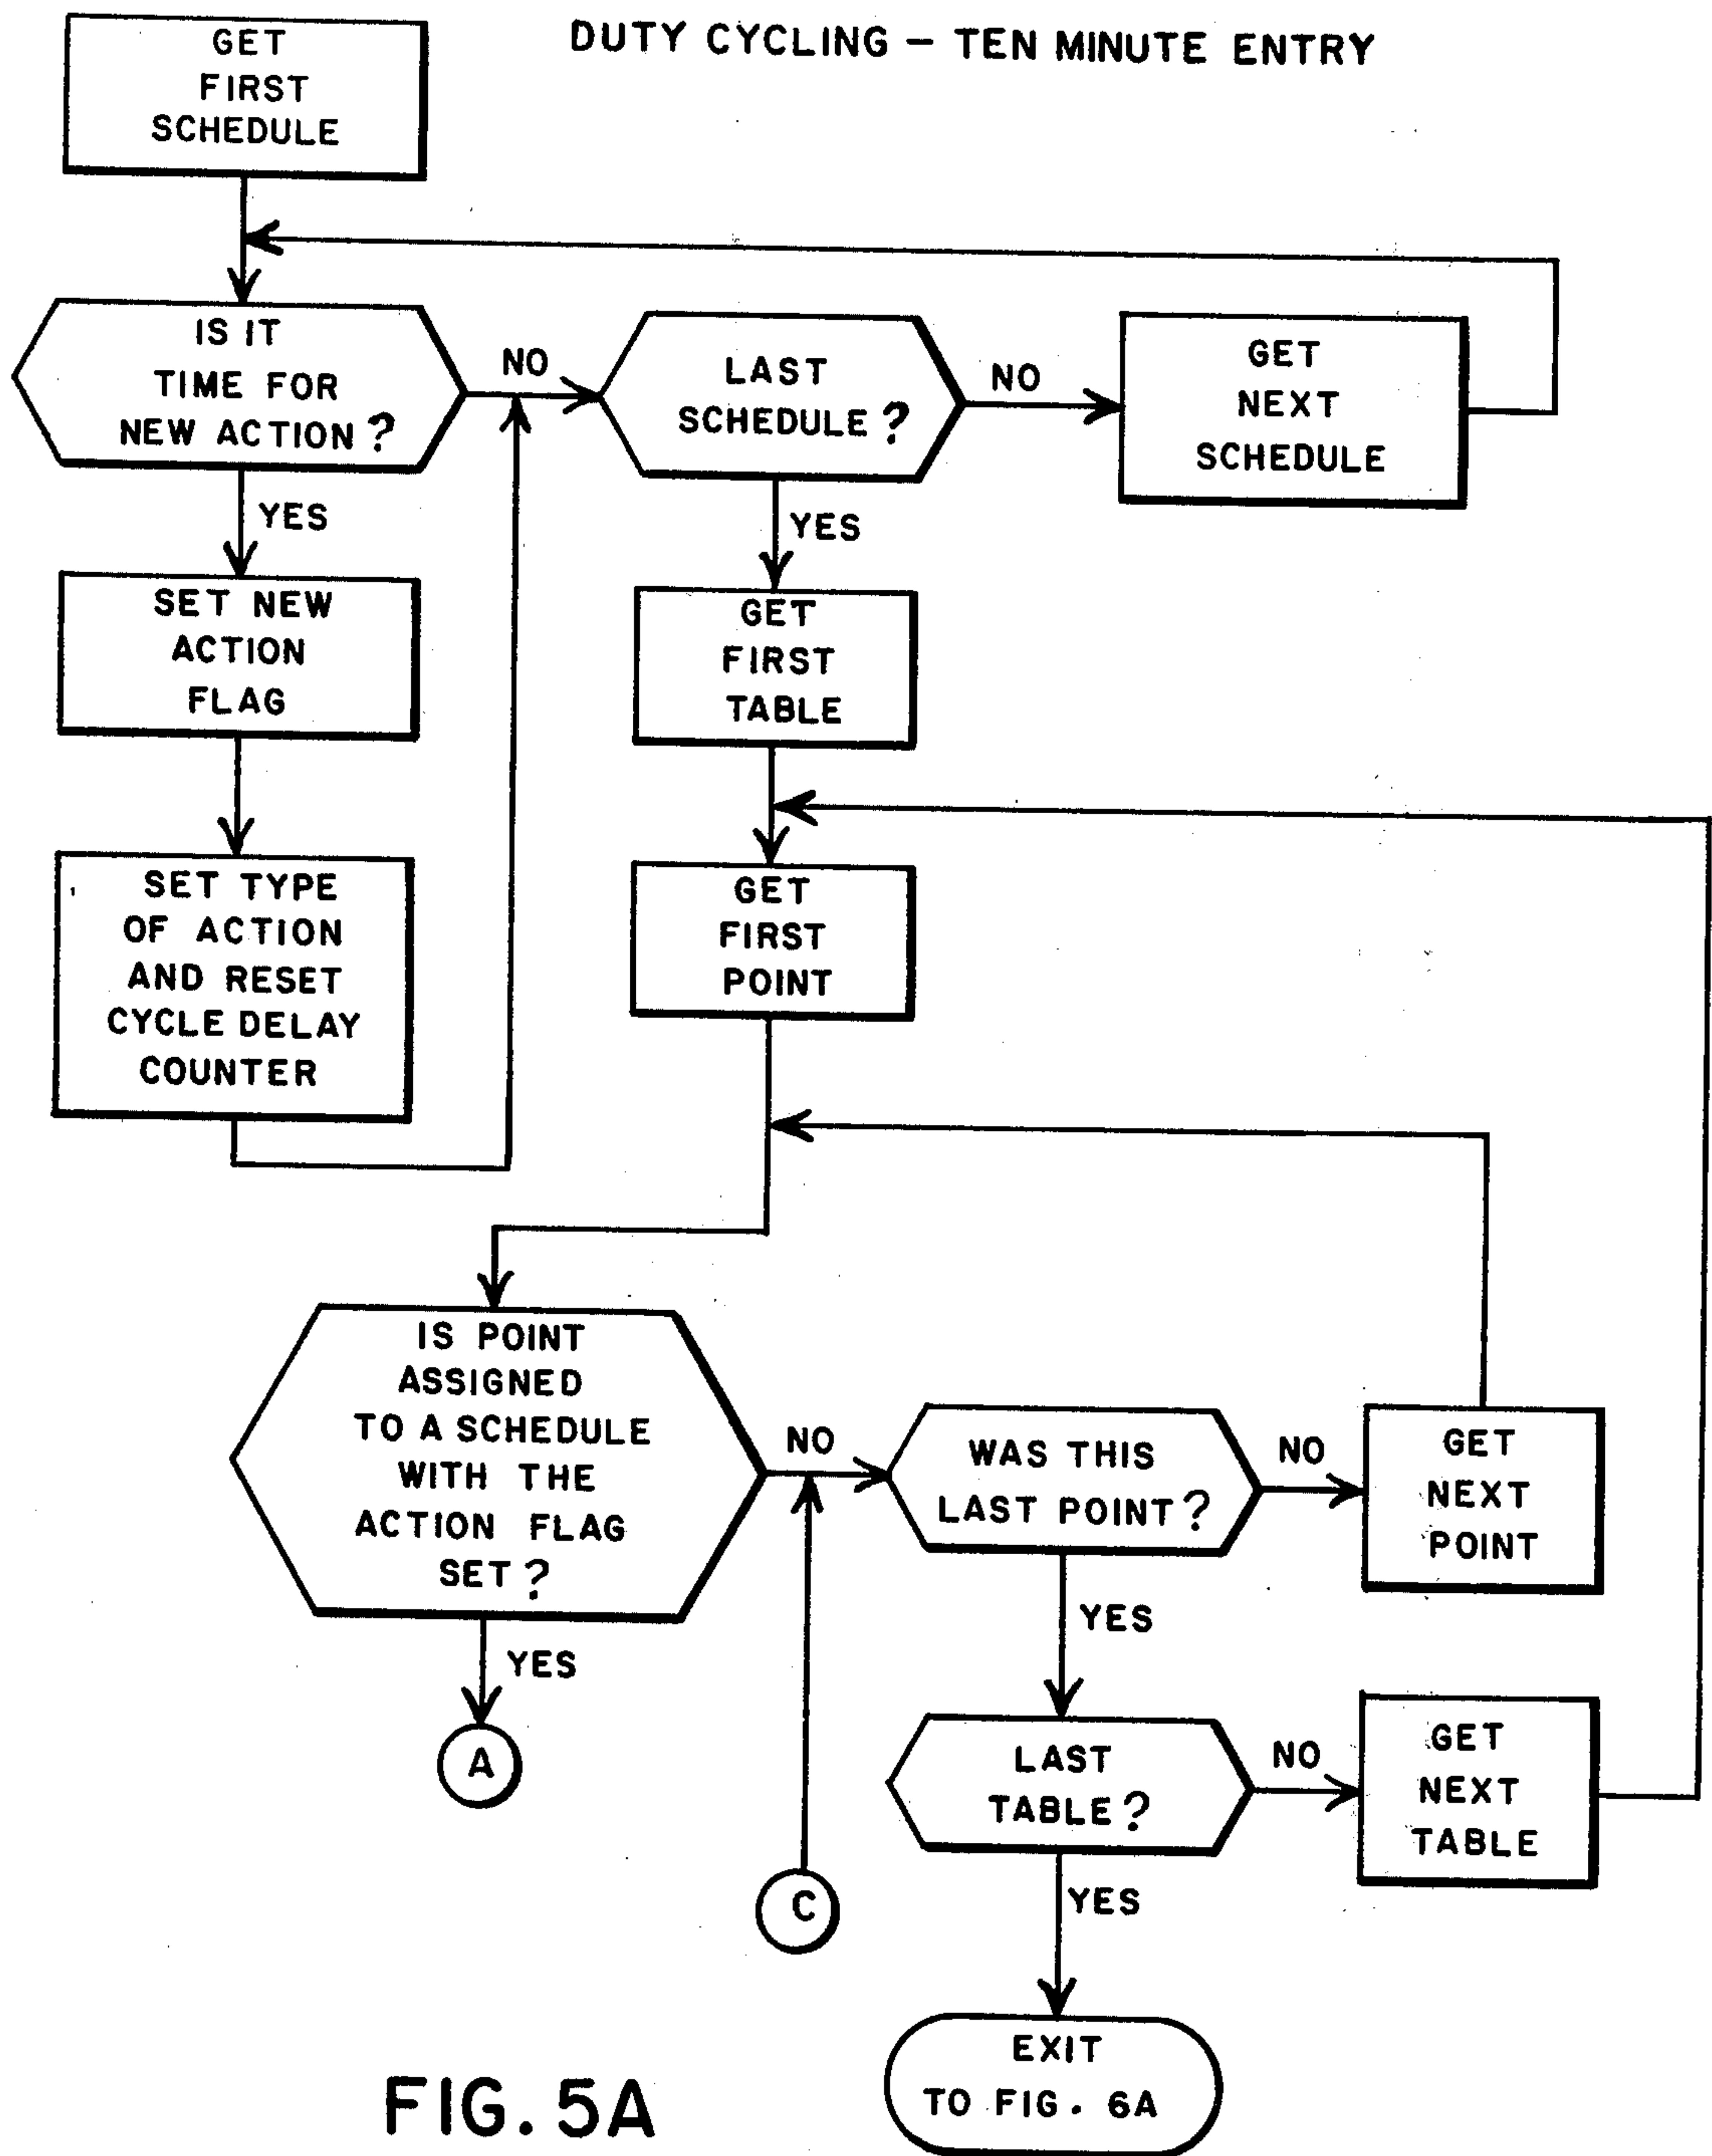 DUTY CYCLING – TEN MINUTE ENTRY
GET
FIRST
SCHEDULE
IS IT
TIME FOR
NEW ACTION?
NO
LAST
SCHEDULE?
NO
GET
NEXT
SCHEDULE
YES
YES
SET NEW
ACTION
FLAG
GET
FIRST
TABLE
SET TYPE
OF ACTION
AND RESET
CYCLE DELAY
COUNTER
GET
FIRST
POINT
IS POINT
ASSIGNED
TO A SCHEDULE
WITH THE
ACTION FLAG
SET?
NO
WAS THIS
LAST POINT?
NO
GET
NEXT
POINT
YES
YES
A
LAST
TABLE?
NO
GET
NEXT
TABLE
C
YES
EXIT
TO FIG. 6A
FIG. 5A